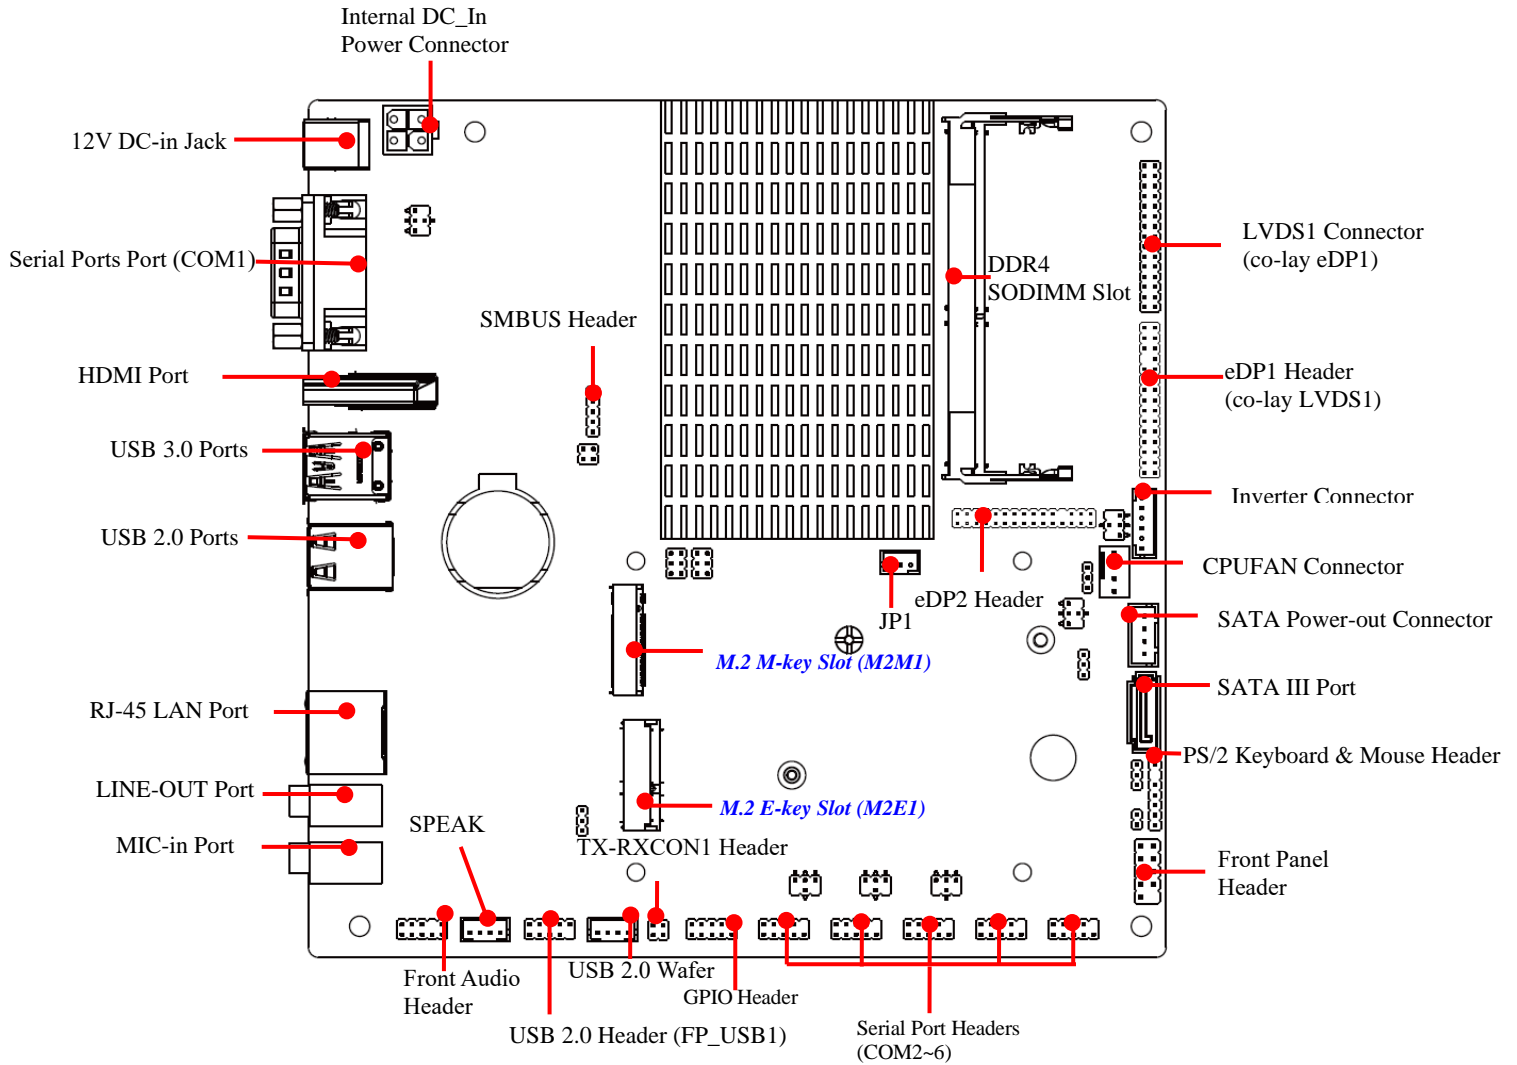 Internal DC_In
Power Connector
12V DC-in Jack
Serial Ports Port (COM1)
HDMI Port
USB 3.0 Ports
USB 2.0 Ports
RJ-45 LAN Port
LINE-OUT Port
MIC-in Port
SMBUS Header
DDR4
SODIMM Slot
LVDS1 Connector
(co-lay eDP1)
eDP1 Header
(co-lay LVDS1)
Inverter Connector
CPUFAN Connector
SATA Power-out Connector
SATA III Port
PS/2 Keyboard & Mouse Header
Front Panel
Header
eDP2 Header
JP1
M.2 M-key Slot (M2M1)
M.2 E-key Slot (M2E1)
SPEAK
TX-RXCON1 Header
Front Audio
Header
USB 2.0 Wafer
GPIO Header
USB 2.0 Header (FP_USB1)
Serial Port Headers
(COM2~6)